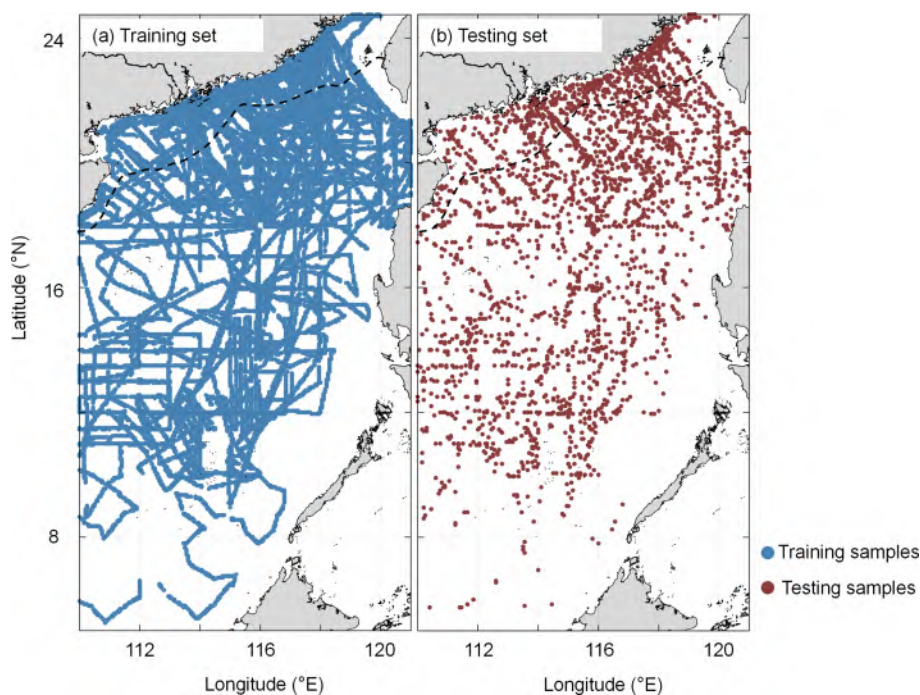 (a) Training set
(b) Testing set
24
16
8
Latitude (°N)
112
116
120
112
116
120
Longitude (°E)
Longitude (°E)
Training samples
Testing samples